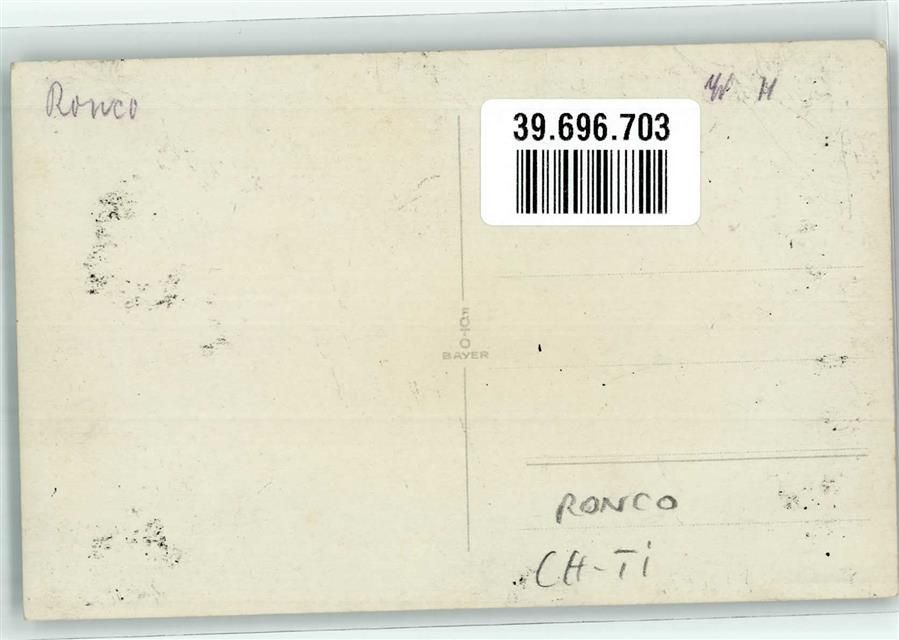 Ronco
39.696.703
FOTO
BAYER
RONCO
CH-Ti